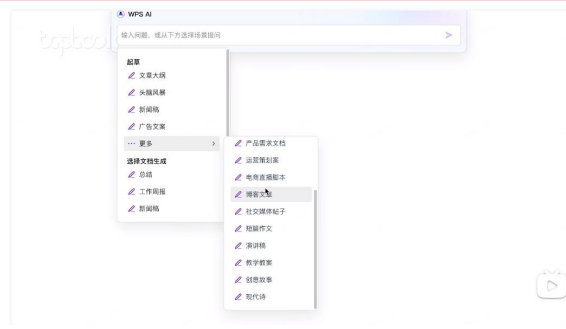 WPS AI
输入问题，或从下方选择场景提问
起草
文章大纲
头脑风暴
新闻稿
广告文案
更多
选择文档生成
总结
工作周报
新闻稿
产品需求文档
运营策划案
电商直播脚本
博客文章
社交媒体帖子
短篇作文
演讲稿
教学教案
创意故事
现代诗